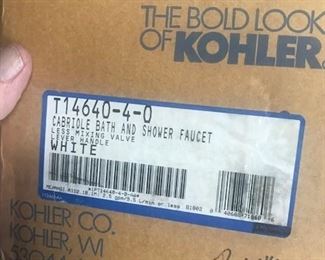 THE BOLD LOOK
OF KOHLER.
T14640-4-0
CABRIOLE BATH AND SHOWER FAUCET
LESS MIXING VALVE
LEVER HANDLE
WHITE
KOHLER CO.
KOHLER, WI